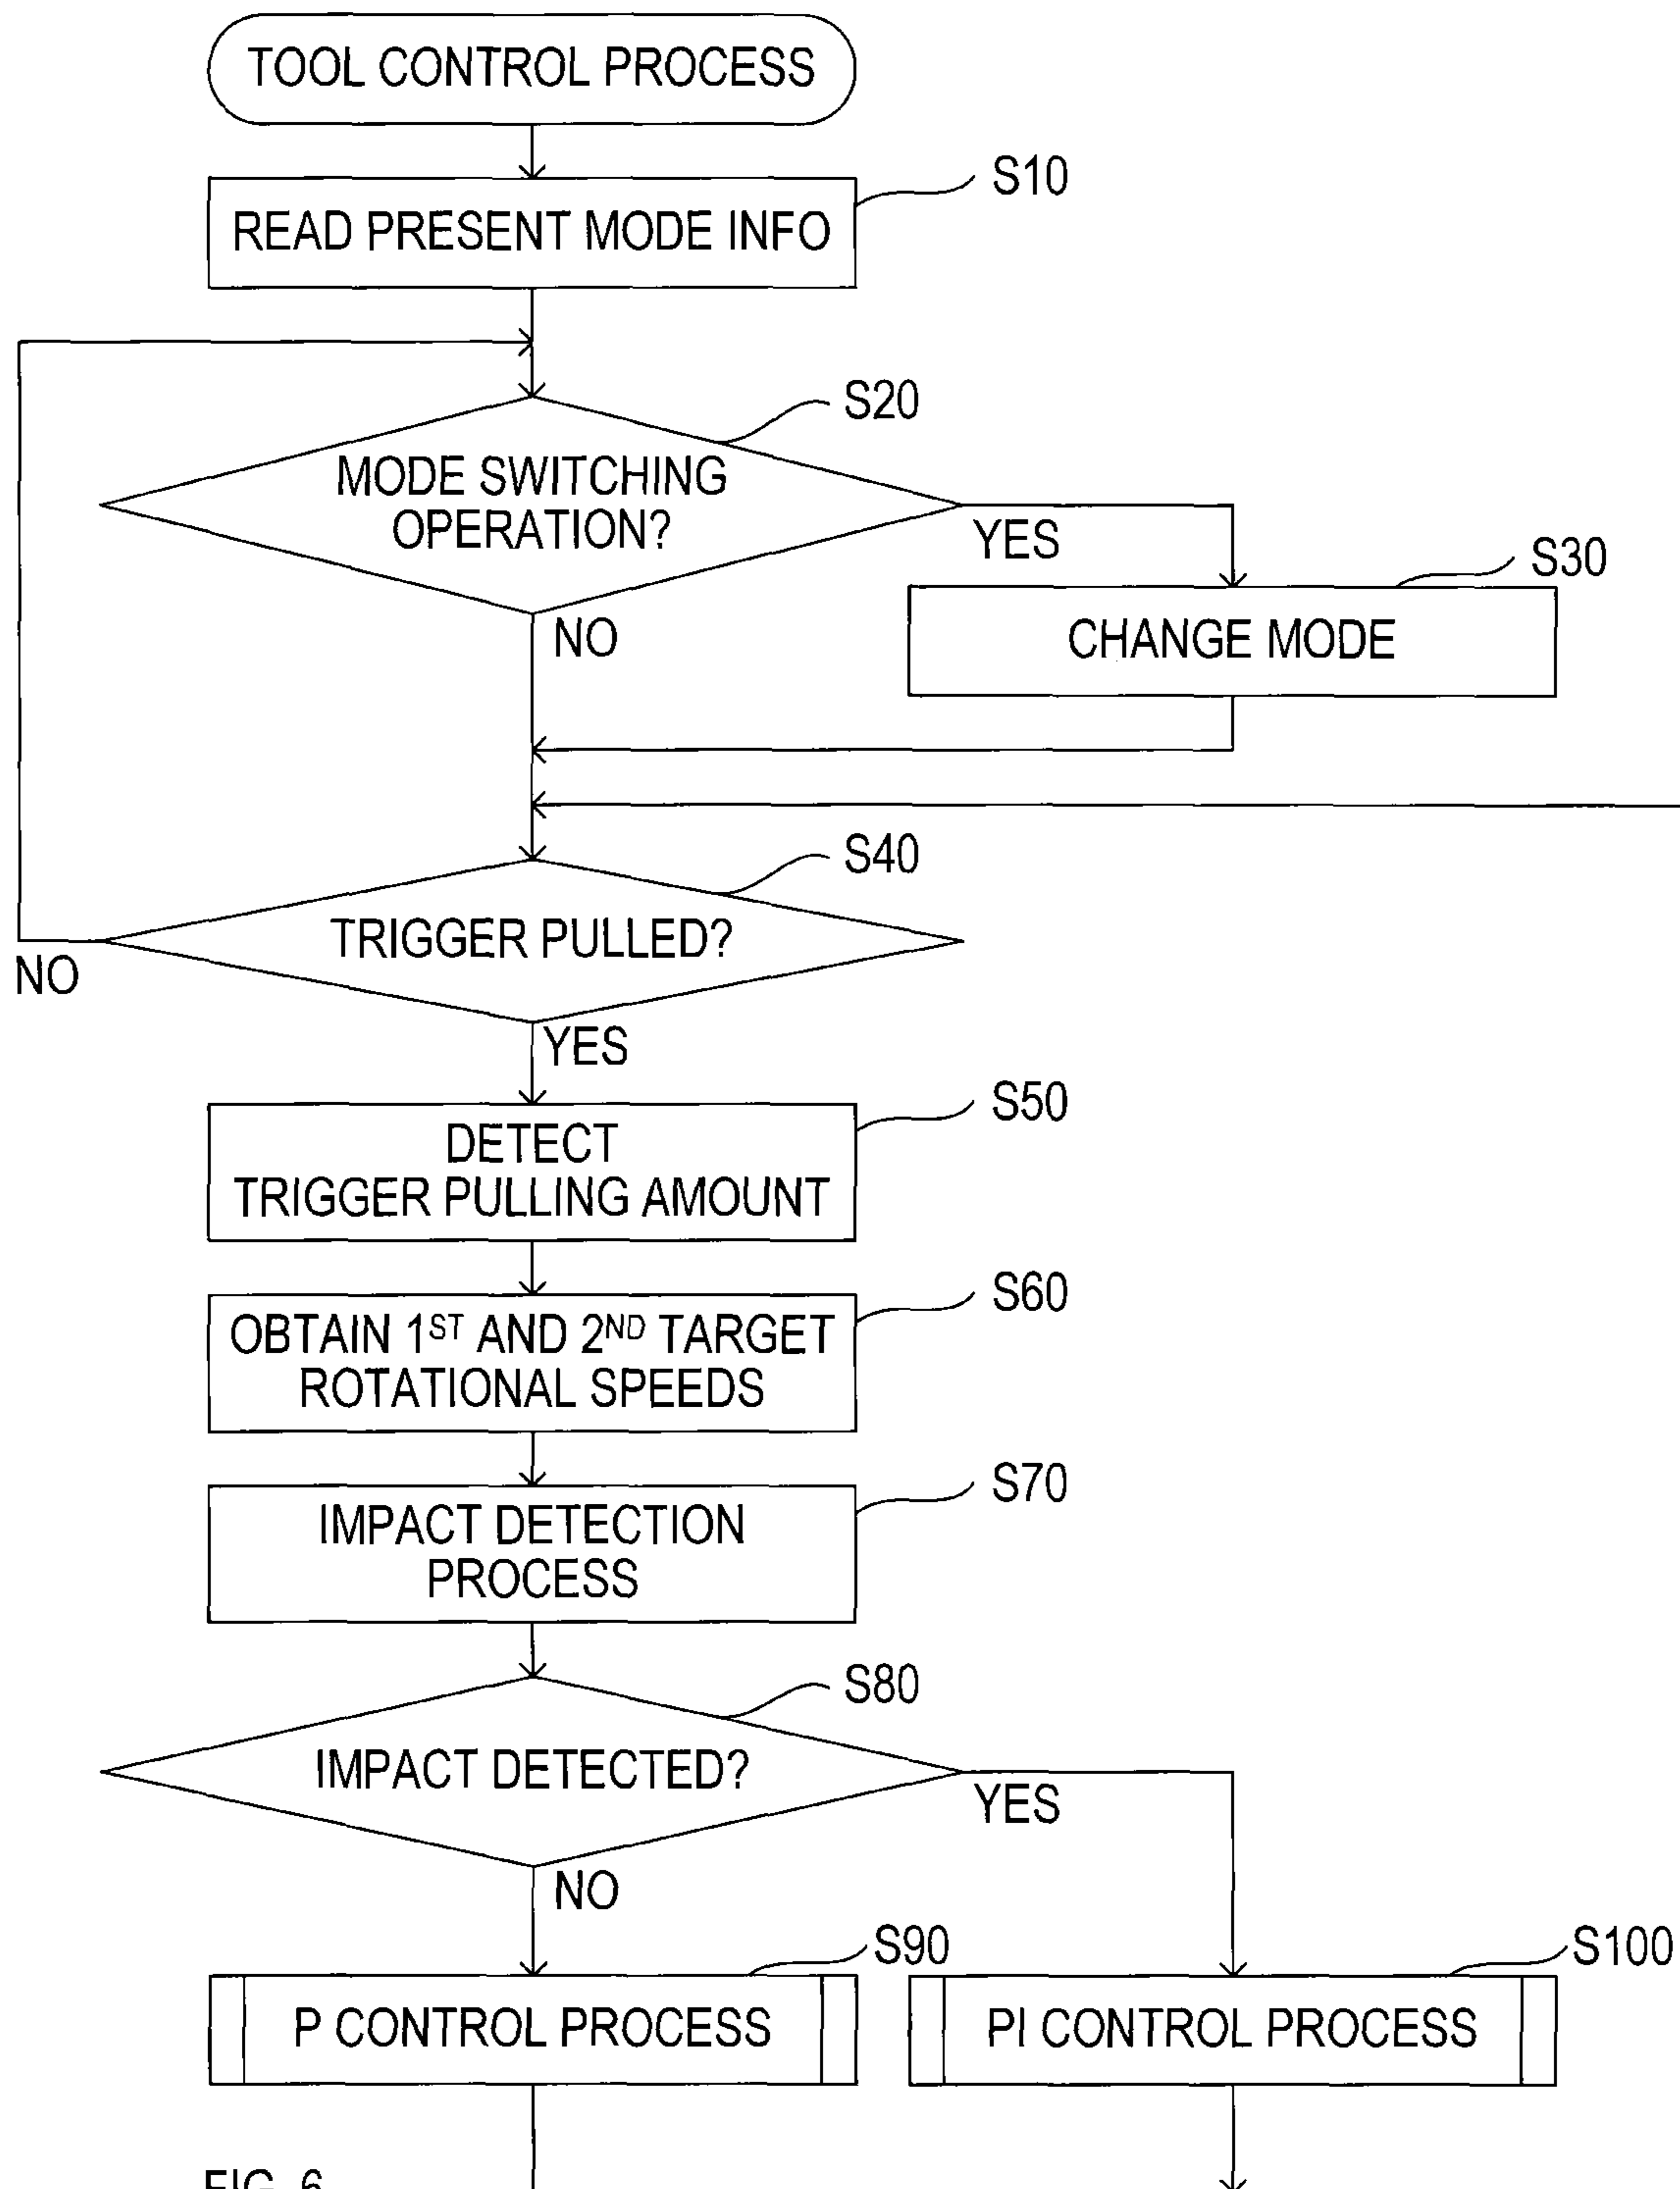 TOOL CONTROL PROCESS
S10
READ PRESENT MODE INFO
S20
MODE SWITCHING
OPERATION?
YES
S30
CHANGE MODE
NO
S40
TRIGGER PULLED?
NO
YES
S50
DETECT
TRIGGER PULLING AMOUNT
S60
OBTAIN 1ST AND 2ND TARGET
ROTATIONAL SPEEDS
S70
IMPACT DETECTION
PROCESS
S80
IMPACT DETECTED?
YES
NO
S90
P CONTROL PROCESS
S100
PI CONTROL PROCESS
FIG. 6